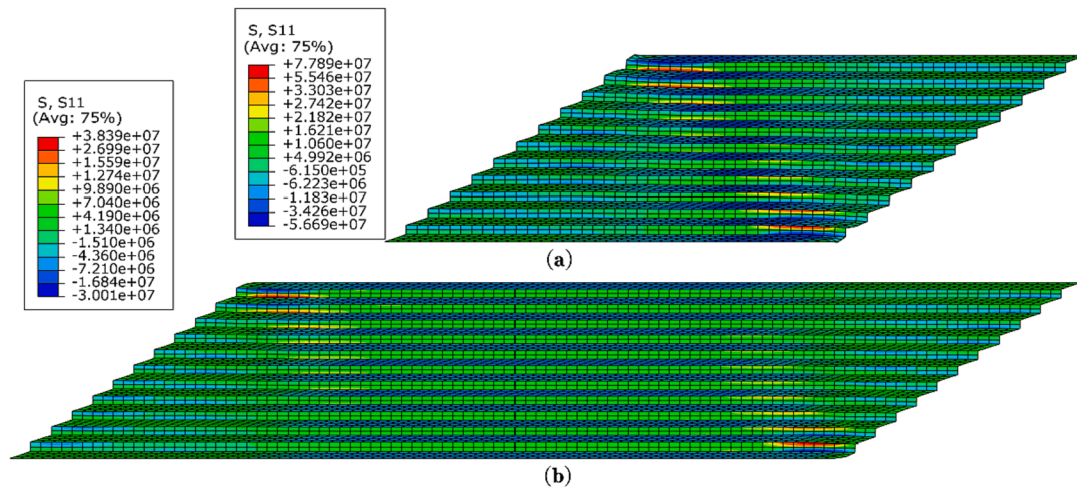 S, S11
(Avg: 75%)
+7.789e+07
+5.546e+07
+3.303e+07
+2.742e+07
+2.182e+07
+1.621e+07
+1.060e+07
+4.992e+06
-6.150e+05
-6.223e+06
-1.183e+07
-3.426e+07
-5.669e+07
(a)
S, S11
(Avg: 75%)
+3.839e+07
+2.699e+07
+1.559e+07
+1.274e+07
+9.890e+06
+7.040e+06
+4.190e+06
+1.340e+06
-1.510e+06
-4.360e+06
-7.210e+06
-1.684e+07
-3.001e+07
(b)